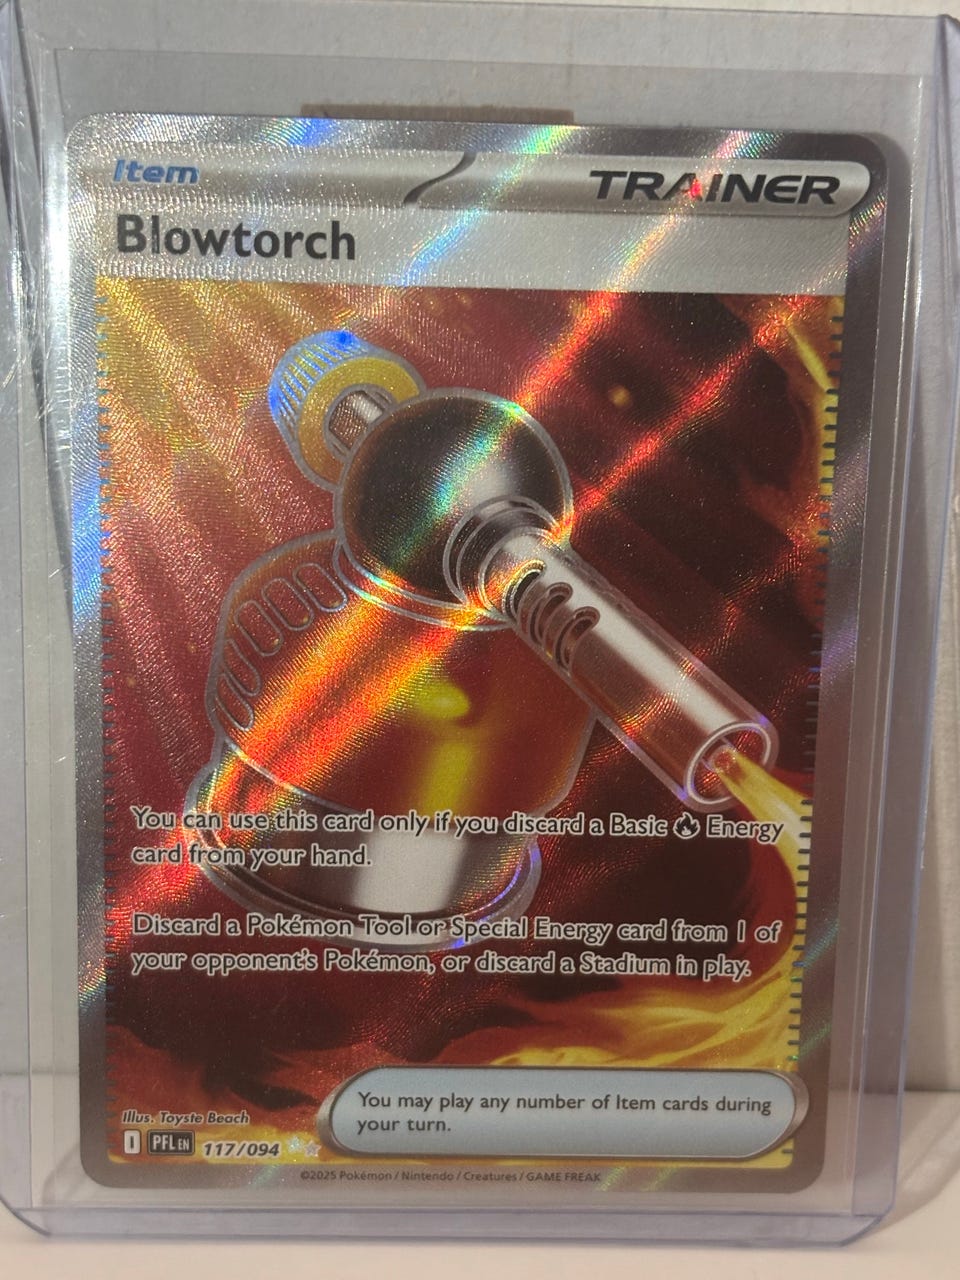 Item
TRAINER
Blowtorch
You can use this card only if you discard a Basic Energy
card from your hand.
Discard a Pokémon Tool or Special Energy card from 1 of
your opponent's Pokémon, or discard a Stadium in play.
You may play any number of Item cards during
your turn.
Illus. Toyste Beach
I PFL EN 117/094
©2025 Pokémon / Nintendo / Creatures / GAME FREAK